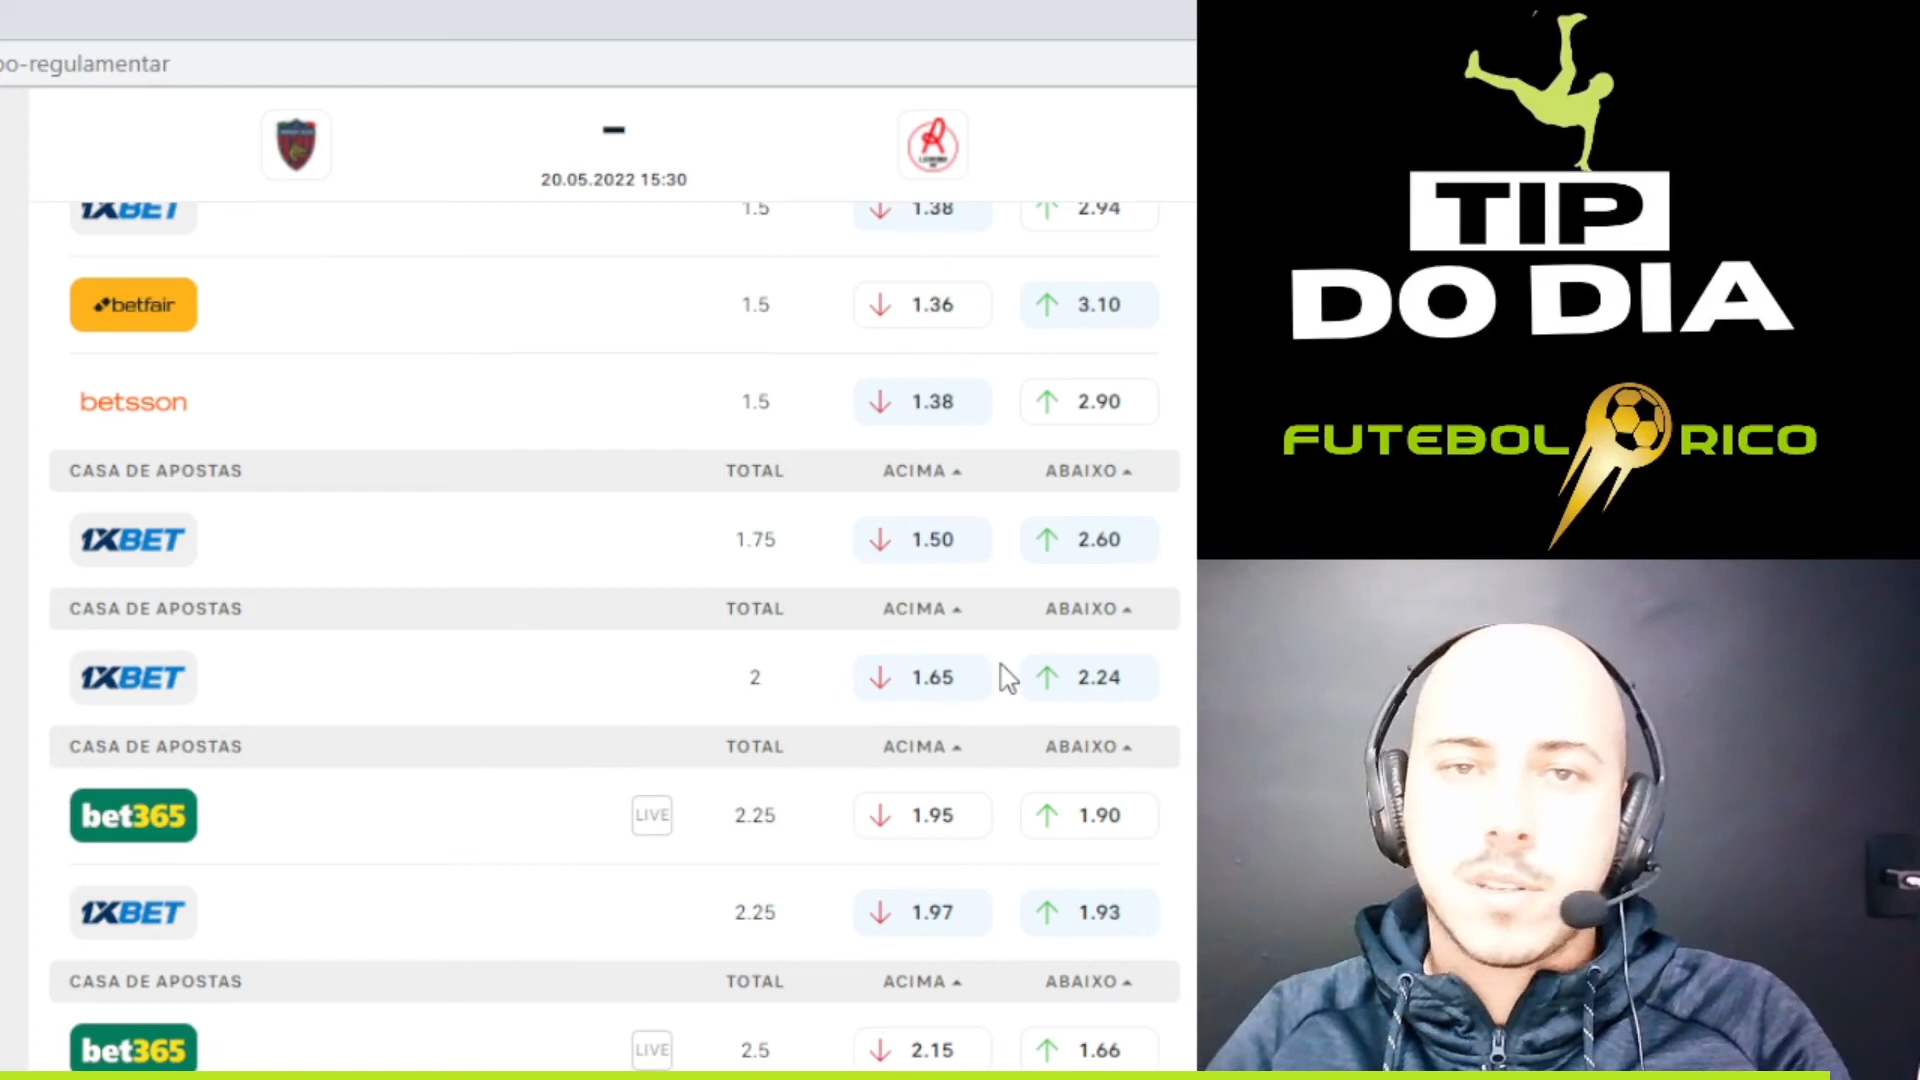 oo-regulamentar
20.05.2022 15:30
1XBET 1.5 1.38 2.94
betfair 1.5 1.36 3.10
betsson 1.5 1.38 2.90
CASA DE APOSTAS TOTAL ACIMA ABAIXO
1XBET 1.75 1.50 2.60
CASA DE APOSTAS TOTAL ACIMA ABAIXO
1XBET 2 1.65 2.24
CASA DE APOSTAS TOTAL ACIMA ABAIXO
bet365 LIVE 2.25 1.95 1.90
1XBET 2.25 1.97 1.93
CASA DE APOSTAS TOTAL ACIMA ABAIXO
bet365 LIVE 2.5 2.15 1.66
TIP
DO DIA
FUTEBOL RICO